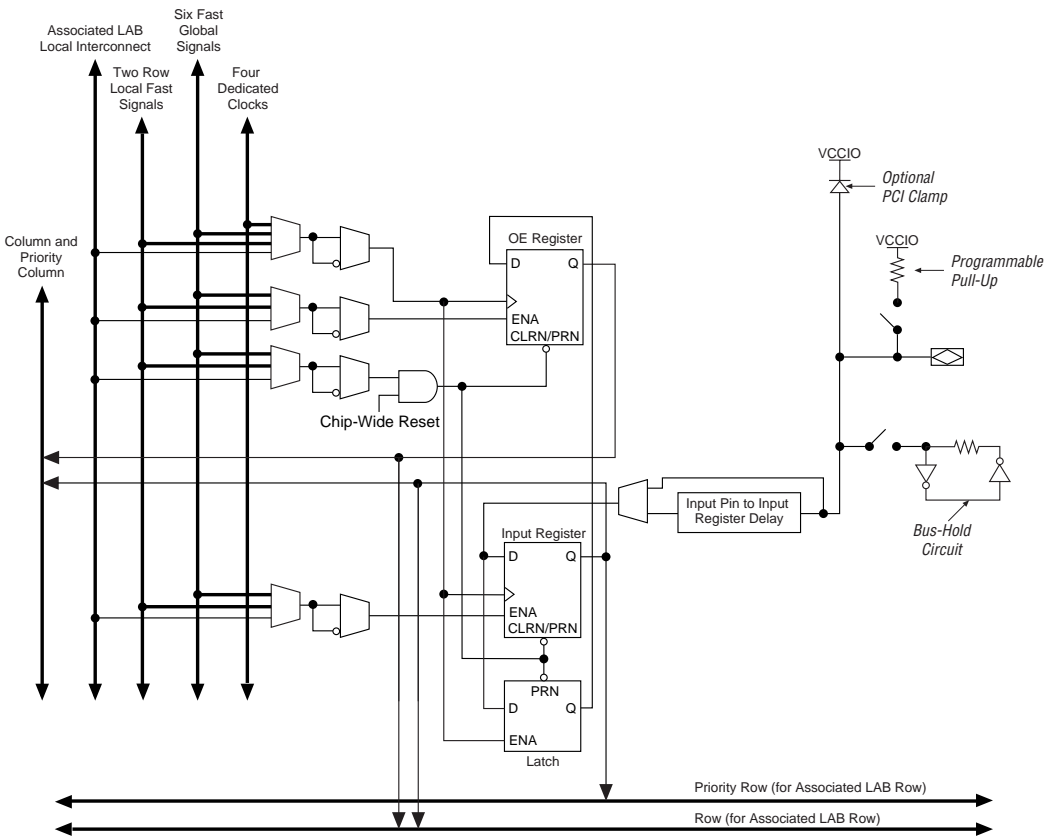 Six Fast
Global
Signals
Associated LAB
Local Interconnect
Two Row
Local Fast
Signals
Four
Dedicated
Clocks
Column and
Priority
Column
VCCIO
Optional
PCI Clamp
VCCIO
Programmable
Pull-Up
OE Register
D
Q
ENA
CLRN/PRN
Chip-Wide Reset
Input Pin to Input
Register Delay
Bus-Hold
Circuit
Input Register
D
Q
ENA
CLRN/PRN
PRN
D
Q
ENA
Latch
Priority Row (for Associated LAB Row)
Row (for Associated LAB Row)